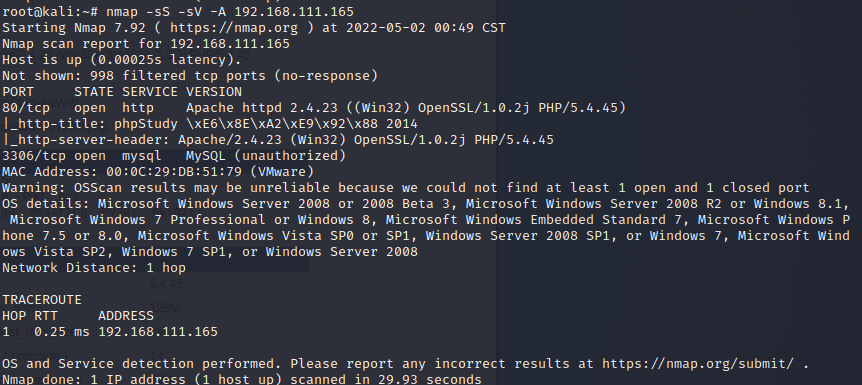 root@kali:~# nmap -sS -sV -A 192.168.111.165
Starting Nmap 7.92 ( https://nmap.org ) at 2022-05-02 00:49 CST
Nmap scan report for 192.168.111.165
Host is up (0.00025s latency).
Not shown: 998 filtered tcp ports (no-response)
PORT     STATE SERVICE VERSION
80/tcp   open  http    Apache httpd 2.4.23 ((Win32) OpenSSL/1.0.2j PHP/5.4.45)
|_http-title: phpStudy \xE6\x8E\xA2\xE9\x92\x88 2014
|_http-server-header: Apache/2.4.23 (Win32) OpenSSL/1.0.2j PHP/5.4.45
3306/tcp open  mysql   MySQL (unauthorized)
MAC Address: 00:0C:29:DB:51:79 (VMware)
Warning: OSScan results may be unreliable because we could not find at least 1 open and 1 closed port
OS details: Microsoft Windows Server 2008 or 2008 Beta 3, Microsoft Windows Server 2008 R2 or Windows 8.1,
 Microsoft Windows 7 Professional or Windows 8, Microsoft Windows Embedded Standard 7, Microsoft Windows P
hone 7.5 or 8.0, Microsoft Windows Vista SP0 or SP1, Windows Server 2008 SP1, or Windows 7, Microsoft Wind
ows Vista SP2, Windows 7 SP1, or Windows Server 2008
Network Distance: 1 hop
5.4.45
TRACEROUTE
128M
HOP RTT     ADDRESS
1   0.25 ms 192.168.111.165
OS and Service detection performed. Please report any incorrect results at https://nmap.org/submit/ .
Nmap done: 1 IP address (1 host up) scanned in 29.93 seconds